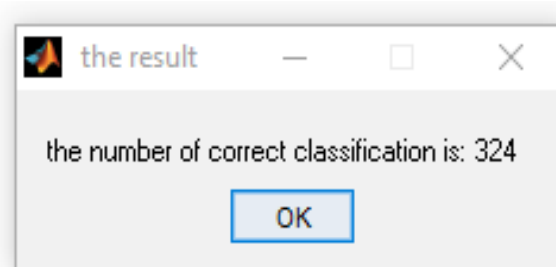 the result
the number of correct classification is: 324
OK